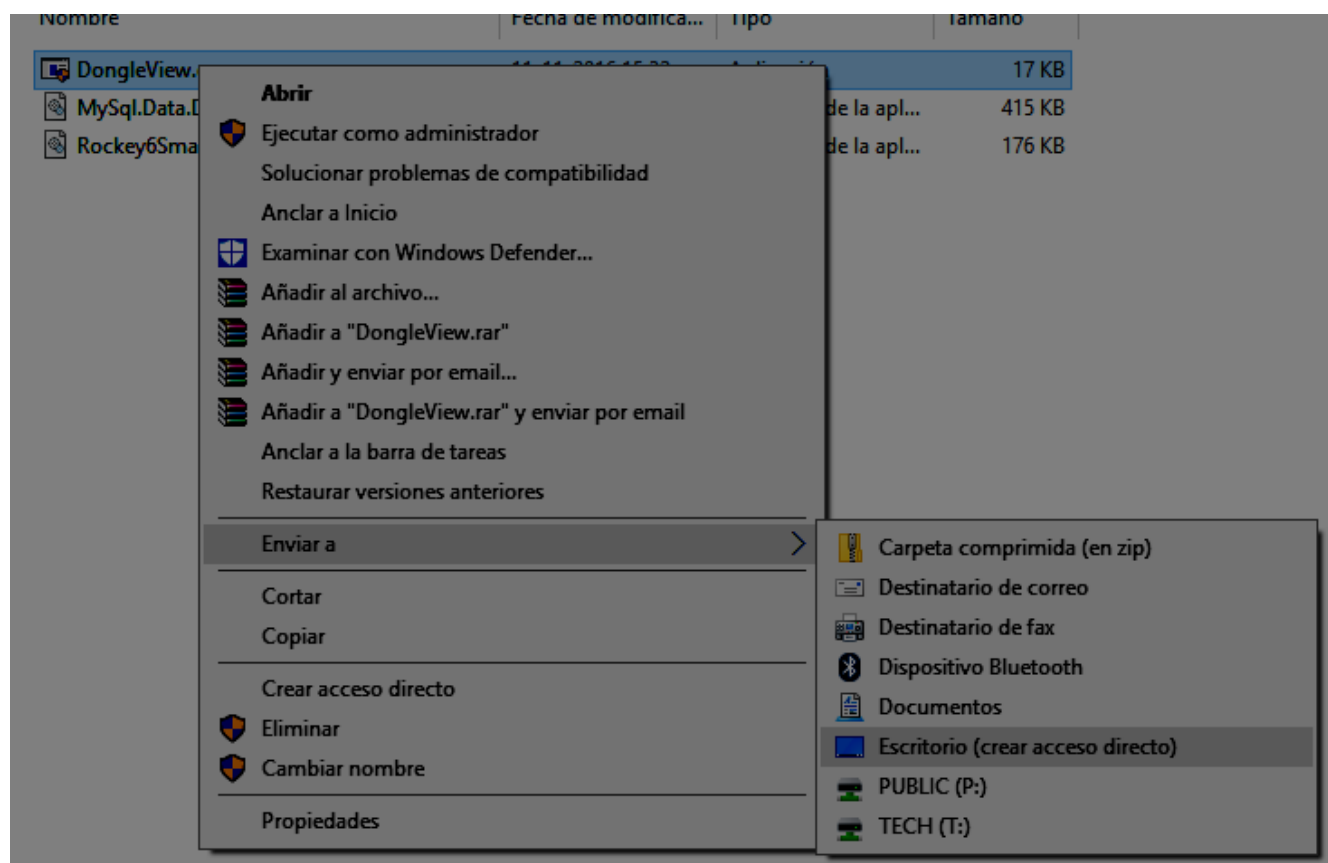 Nombre Fecha de modifica... Tipo Tamaño
DongleView. 17 KB
MySql.Data.D de la apl... 415 KB
Rockey6Sma de la apl... 176 KB
Abrir
Ejecutar como administrador
Solucionar problemas de compatibilidad
Anclar a Inicio
Examinar con Windows Defender...
Añadir al archivo...
Añadir a "DongleView.rar"
Añadir y enviar por email...
Añadir a "DongleView.rar" y enviar por email
Anclar a la barra de tareas
Restaurar versiones anteriores
Enviar a
Cortar
Copiar
Crear acceso directo
Eliminar
Cambiar nombre
Propiedades
Carpeta comprimida (en zip)
Destinatario de correo
Destinatario de fax
Dispositivo Bluetooth
Documentos
Escritorio (crear acceso directo)
PUBLIC (P:)
TECH (T:)